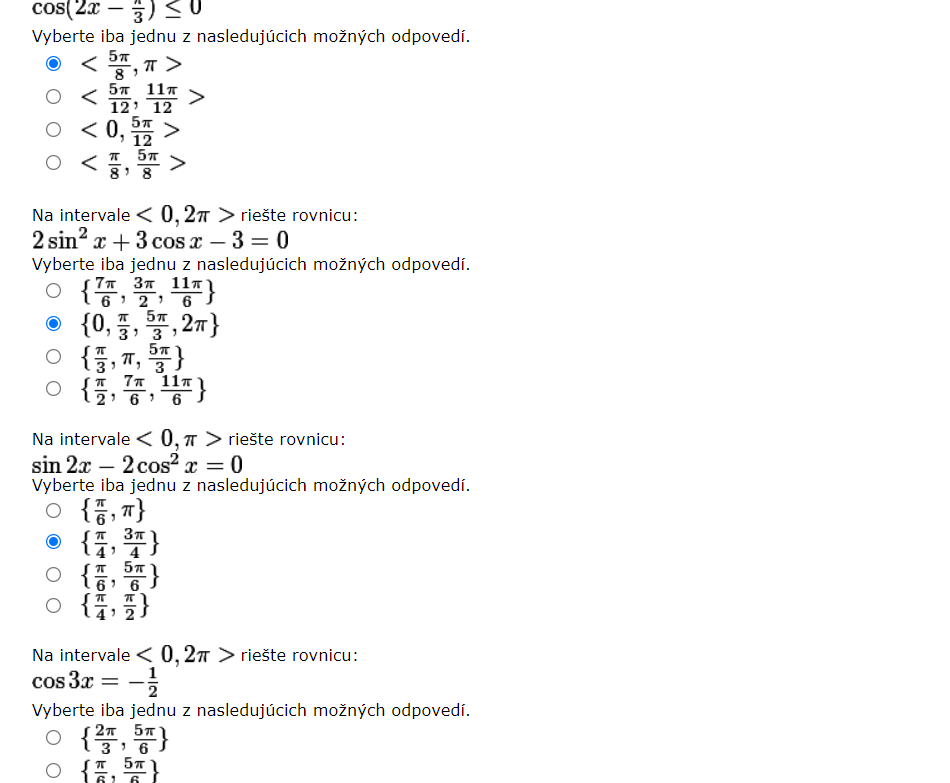 cos(2x − π/3) ≤ 0
Vyberte iba jednu z nasledujúcich možných odpovedí.
< 5π/8, π >
< 5π/12, 11π/12 >
< 0, 5π/12 >
< π/8, 5π/8 >
Na intervale < 0, 2π > riešte rovnicu:
2 sin² x + 3 cos x − 3 = 0
Vyberte iba jednu z nasledujúcich možných odpovedí.
{7π/6, 3π/2, 11π/6}
{0, π/3, 5π/3, 2π}
{π/3, π, 5π/3}
{π/2, 7π/6, 11π/6}
Na intervale < 0, π > riešte rovnicu:
sin 2x − 2 cos² x = 0
Vyberte iba jednu z nasledujúcich možných odpovedí.
{π/6, π}
{π/4, 3π/4}
{π/6, 5π/6}
{π/4, π/2}
Na intervale < 0, 2π > riešte rovnicu:
cos 3x = −1/2
Vyberte iba jednu z nasledujúcich možných odpovedí.
{2π/3, 5π/6}
{π/6, 5π/6}